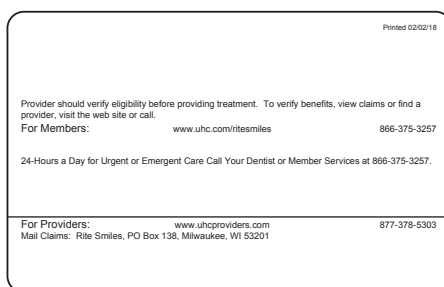 Printed 02/02/18
Provider should verify eligibility before providing treatment. To verify benefits, view claims or find a
provider, visit the web site or call.
For Members: www.uhc.com/ritesmiles 866-375-3257
24-Hours a Day for Urgent or Emergent Care Call Your Dentist or Member Services at 866-375-3257.
For Providers: www.uhcproviders.com 877-378-5303
Mail Claims: Rite Smiles, PO Box 138, Milwaukee, WI 53201